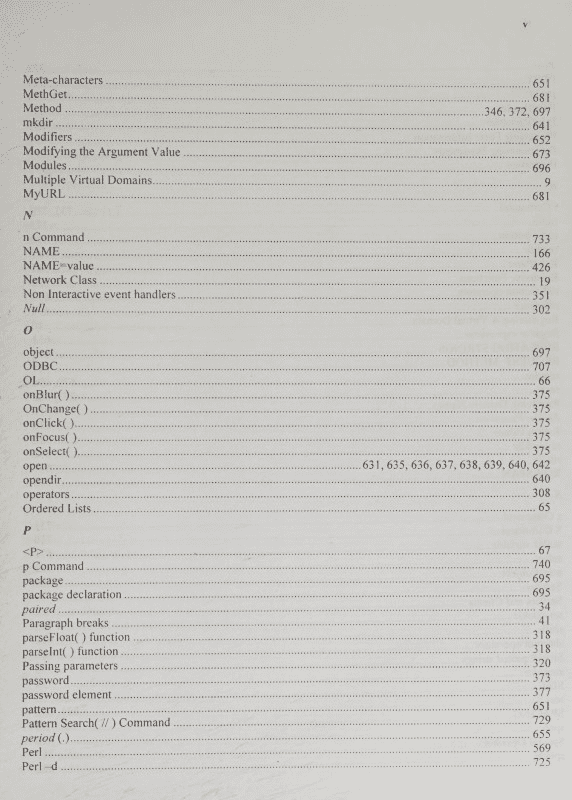 v
Meta-characters ........ 651
MethGet ........ 681
Method ........ 346, 372, 697
mkdir ........ 641
Modifiers ........ 652
Modifying the Argument Value ........ 673
Modules ........ 696
Multiple Virtual Domains ........ 9
MyURL ........ 681
N
n Command ........ 733
NAME ........ 166
NAME=value ........ 426
Network Class ........ 19
Non Interactive event handlers ........ 351
Null ........ 302
O
object ........ 697
ODBC ........ 707
OL ........ 66
onBlur( ) ........ 375
OnChange( ) ........ 375
onClick( ) ........ 375
onFocus( ) ........ 375
onSelect( ) ........ 375
open ........ 631, 635, 636, 637, 638, 639, 640, 642
opendir ........ 640
operators ........ 308
Ordered Lists ........ 65
P
<P> ........ 67
p Command ........ 740
package ........ 695
package declaration ........ 695
paired ........ 34
Paragraph breaks ........ 41
parseFloat( ) function ........ 318
parseInt( ) function ........ 318
Passing parameters ........ 320
password ........ 373
password element ........ 377
pattern ........ 651
Pattern Search( // ) Command ........ 729
period (.) ........ 655
Perl ........ 569
Perl –d ........ 725